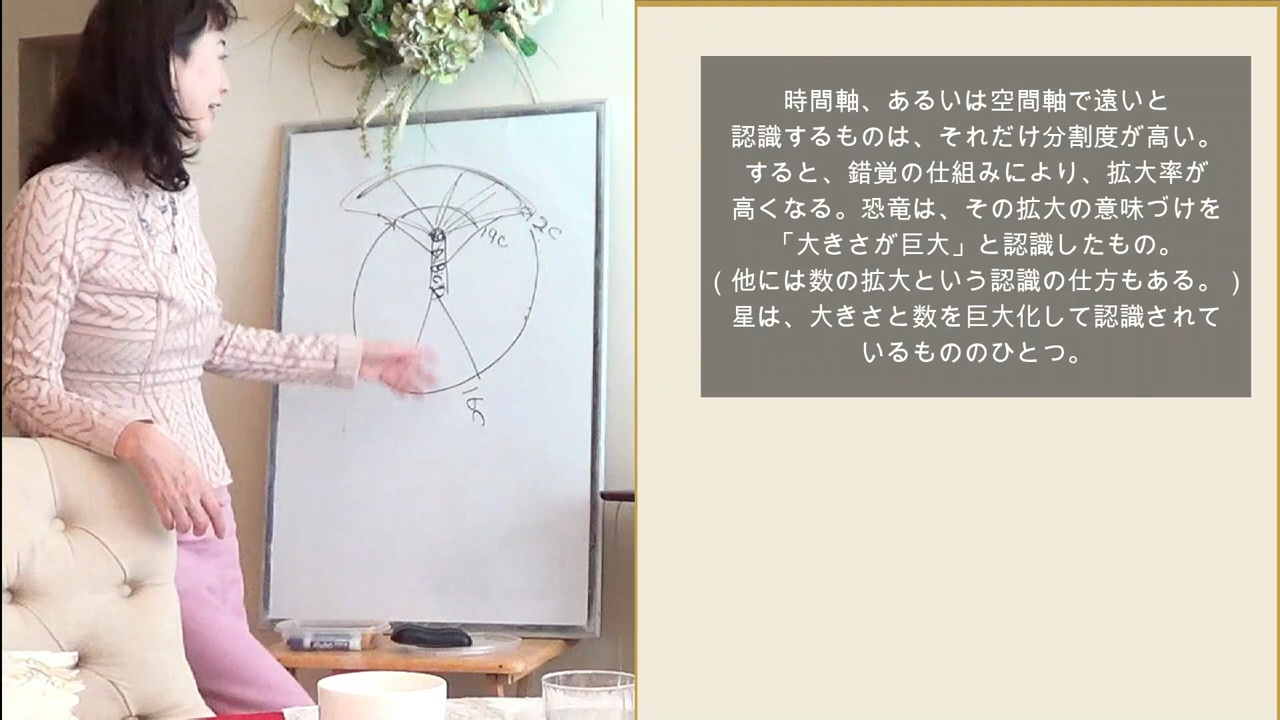 時間軸、あるいは空間軸で遠いと
認識するものは、それだけ分割度が高い。
すると、錯覚の仕組みにより、拡大率が
高くなる。恐竜は、その拡大の意味づけを
「大きさが巨大」と認識したもの。
( 他には数の拡大という認識の仕方もある。 )
星は、大きさと数を巨大化して認識されて
いるもののひとつ。
19C